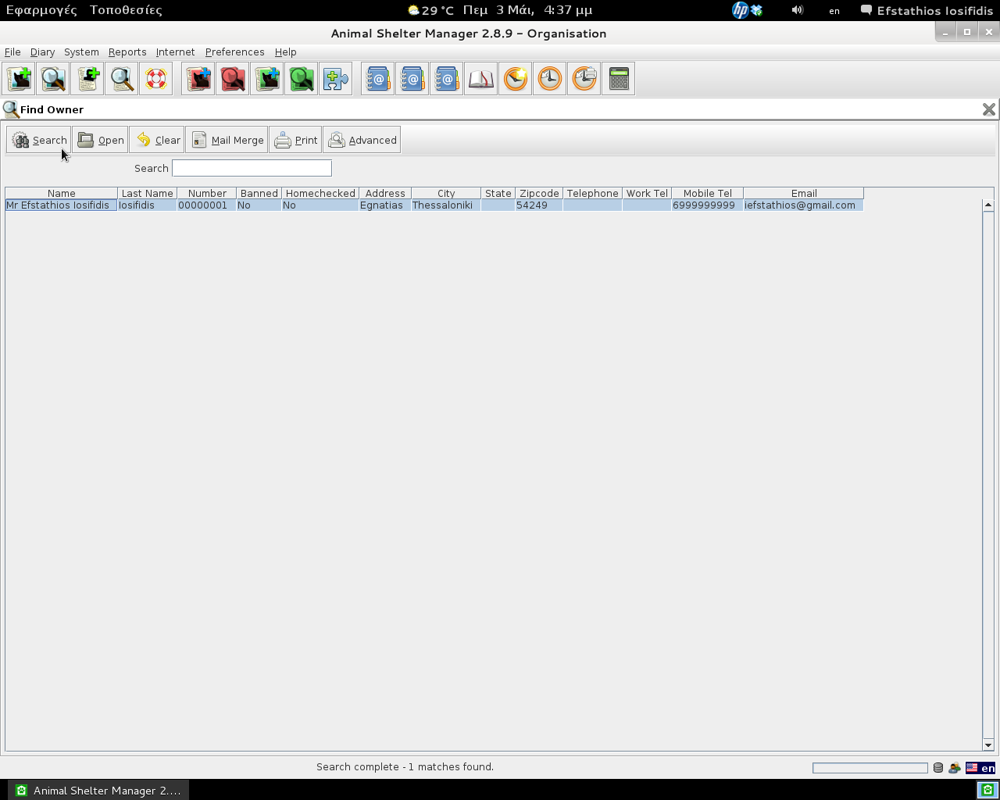 Εφαρμογές Τοποθεσίες 29 °C Πεμ 3 Μάι, 4:37 μμ hp en Efstathios Iosifidis
Animal Shelter Manager 2.8.9 - Organisation
File Diary System Reports Internet Preferences Help
Find Owner
Search Open Clear Mail Merge Print Advanced
Search
Name Last Name Number Banned Homechecked Address City State Zipcode Telephone Work Tel Mobile Tel Email
Mr Efstathios Iosifidis Iosifidis 00000001 No No Egnatias Thessaloniki 54249 6999999999 iefstathios@gmail.com
Search complete - 1 matches found. en
Animal Shelter Manager 2....